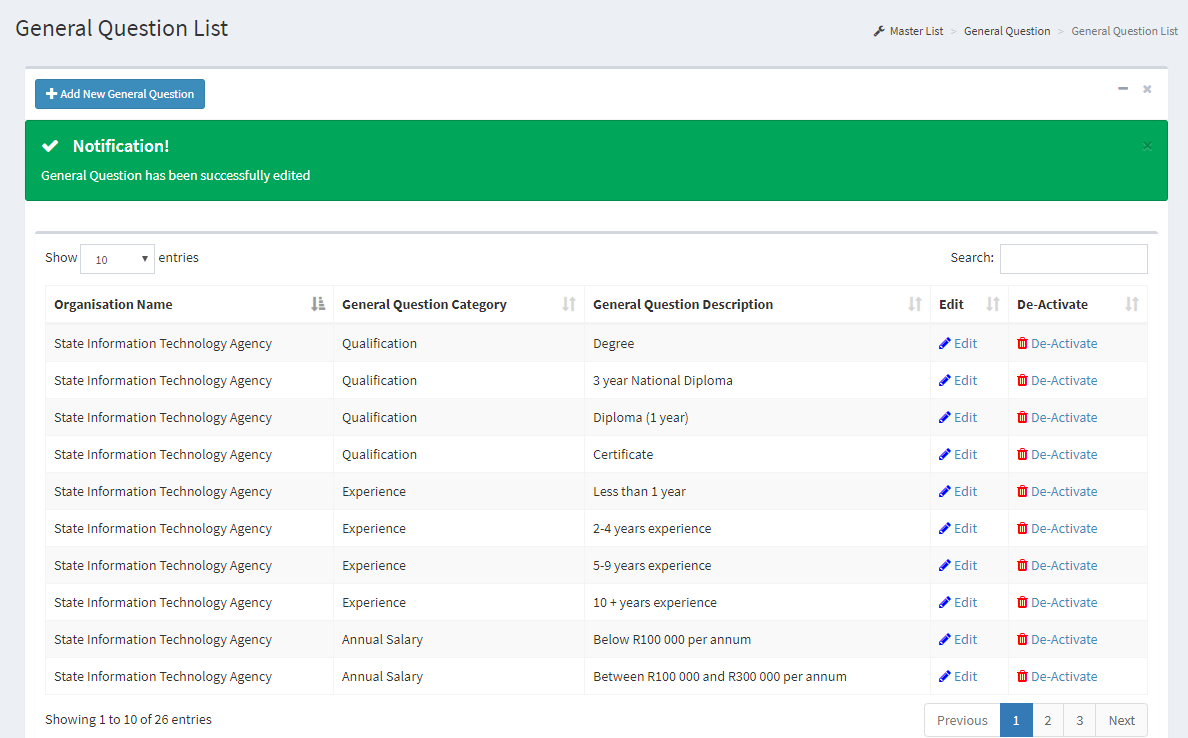 General Question List
Master List > General Question > General Question List
Add New General Question
Notification!
General Question has been successfully edited
Show 10 entries Search:
Organisation Name General Question Category General Question Description Edit De-Activate
State Information Technology Agency Qualification Degree Edit De-Activate
State Information Technology Agency Qualification 3 year National Diploma Edit De-Activate
State Information Technology Agency Qualification Diploma (1 year) Edit De-Activate
State Information Technology Agency Qualification Certificate Edit De-Activate
State Information Technology Agency Experience Less than 1 year Edit De-Activate
State Information Technology Agency Experience 2-4 years experience Edit De-Activate
State Information Technology Agency Experience 5-9 years experience Edit De-Activate
State Information Technology Agency Experience 10 + years experience Edit De-Activate
State Information Technology Agency Annual Salary Below R100 000 per annum Edit De-Activate
State Information Technology Agency Annual Salary Between R100 000 and R300 000 per annum Edit De-Activate
Showing 1 to 10 of 26 entries Previous 1 2 3 Next